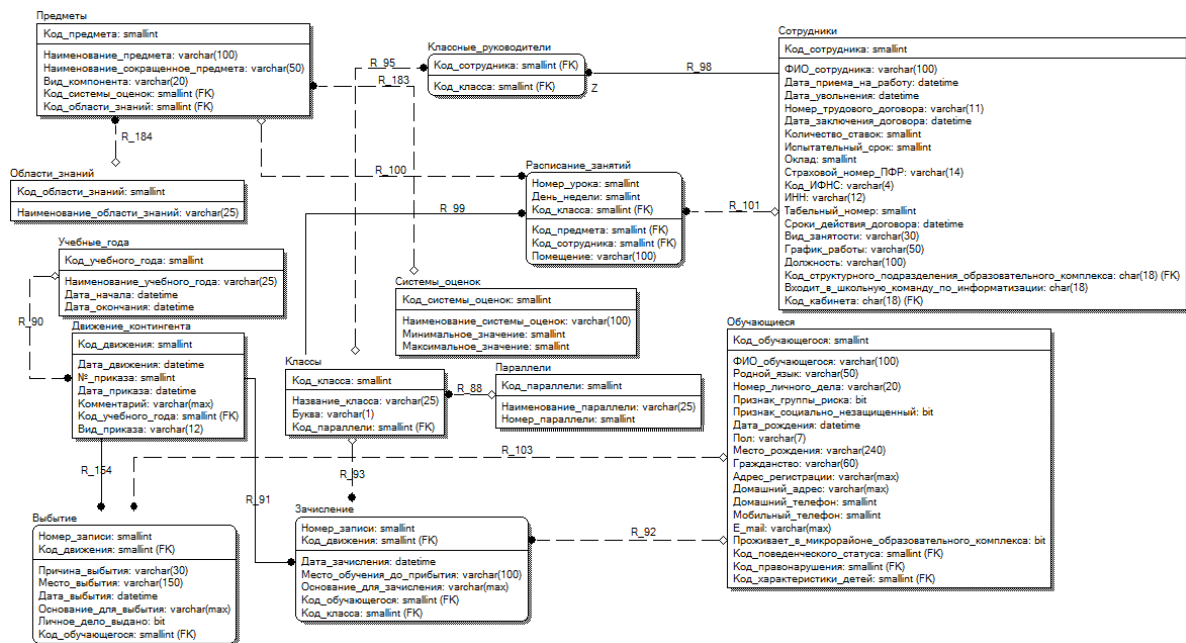 Предметы
Код_предмета: smallint
Наименование_предмета: varchar(100)
Наименование_сокращенное_предмета: varchar(50)
Вид_компонента: varchar(20)
Код_системы_оценок: smallint (FK)
Код_области_знаний: smallint (FK)
R_184
Области_знаний
Код_области_знаний: smallint
Наименование_области_знаний: varchar(25)
Классные_руководители
Код_сотрудника: smallint (FK)
Код_класса: smallint (FK)
R_95
R_183
R_98
Z
Сотрудники
Код_сотрудника: smallint
ФИО_сотрудника: varchar(100)
Дата_приема_на_работу: datetime
Дата_увольнения: datetime
Номер_трудового_договора: varchar(11)
Дата_заключения_договора: datetime
Количество_ставок: smallint
Испытательный_срок: smallint
Оклад: smallint
Страховой_номер_ПФР: varchar(14)
Код_ИФНС: varchar(4)
ИНН: varchar(12)
Табельный_номер: smallint
Сроки_действия_договора: datetime
Вид_занятости: varchar(30)
График_работы: varchar(50)
Должность: varchar(100)
Код_структурного_подразделения_образовательного_комплекса: char(18) (FK)
Входит_в_школьную_команду_по_информатизации: char(18)
Код_кабинета: char(18) (FK)
R_100
R_99
R_101
Расписание_занятий
Номер_урока: smallint
День_недели: smallint
Код_класса: smallint (FK)
Код_предмета: smallint (FK)
Код_сотрудника: smallint (FK)
Помещение: varchar(100)
Учебные_года
Код_учебного_года: smallint
Наименование_учебного_года: varchar(25)
Дата_начала: datetime
Дата_окончания: datetime
R_90
Системы_оценок
Код_системы_оценок: smallint
Наименование_системы_оценок: varchar(100)
Минимальное_значение: smallint
Максимальное_значение: smallint
Движение_контингента
Код_движения: smallint
Дата_движения: datetime
№_приказа: smallint
Дата_приказа: datetime
Комментарий: varchar(max)
Код_учебного_года: smallint (FK)
Вид_приказа: varchar(12)
Классы
Код_класса: smallint
Название_класса: varchar(25)
Буква: varchar(1)
Код_параллели: smallint (FK)
R_88
Параллели
Код_параллели: smallint
Наименование_параллели: varchar(25)
Номер_параллели: smallint
Обучающиеся
Код_обучающегося: smallint
ФИО_обучающегося: varchar(100)
Родной_язык: varchar(50)
Номер_личного_дела: varchar(20)
Признак_группы_риска: bit
Признак_социально_незащищенный: bit
Дата_рождения: datetime
Пол: varchar(7)
Место_рождения: varchar(240)
Гражданство: varchar(60)
Адрес_регистрации: varchar(max)
Домашний_адрес: varchar(max)
Домашний_телефон: smallint
Мобильный_телефон: smallint
E_mail: varchar(max)
Проживает_в_микрорайоне_образовательного_комплекса: bit
Код_поведенческого_статуса: smallint (FK)
Код_правонарушения: smallint (FK)
Код_характеристики_детей: smallint (FK)
R_103
R_154
R_91
R_93
R_92
Выбытие
Номер_записи: smallint
Код_движения: smallint (FK)
Причина_выбытия: varchar(30)
Место_выбытия: varchar(150)
Дата_выбытия: datetime
Основание_для_выбытия: varchar(max)
Личное_дело_выдано: bit
Код_обучающегося: smallint (FK)
Зачисление
Номер_записи: smallint
Код_движения: smallint (FK)
Дата_зачисления: datetime
Место_обучения_до_прибытия: varchar(100)
Основание_для_зачисления: varchar(max)
Код_обучающегося: smallint (FK)
Код_класса: smallint (FK)